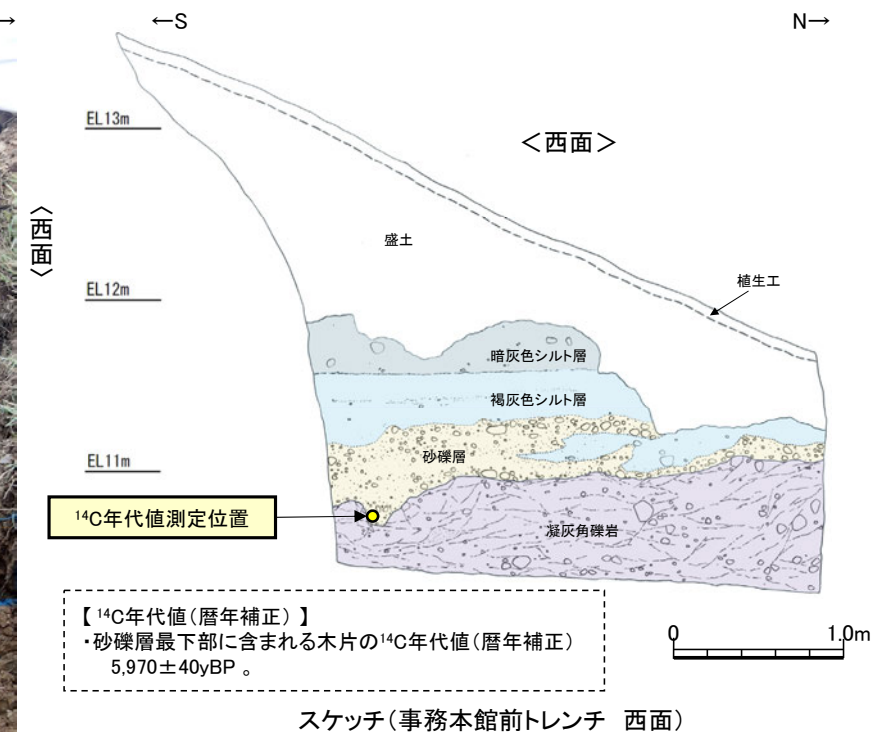 →
←S
N→
EL13m
<西面>
〈西面〉
盛土
EL12m
植生工
暗灰色シルト層
褐灰色シルト層
砂礫層
EL11m
¹⁴C年代値測定位置
凝灰角礫岩
【 ¹⁴C年代値(暦年補正) 】
・砂礫層最下部に含まれる木片の¹⁴C年代値(暦年補正)
5,970±40yBP 。
0
1.0m
スケッチ(事務本館前トレンチ 西面)